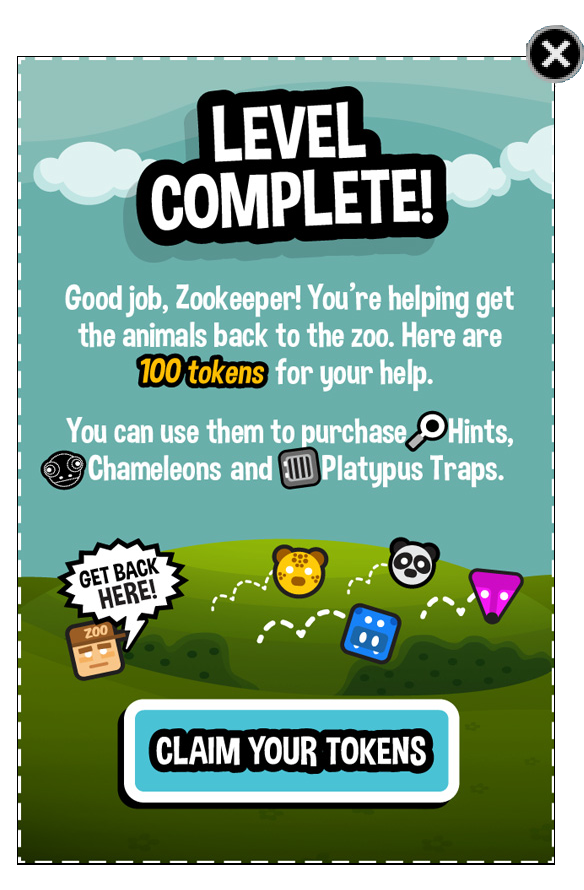 LEVEL
COMPLETE!
Good job, Zookeeper! You're helping get
the animals back to the zoo. Here are
100 tokens for your help.
You can use them to purchase Hints,
Chameleons and Platypus Traps.
GET BACK
HERE!
ZOO
CLAIM YOUR TOKENS